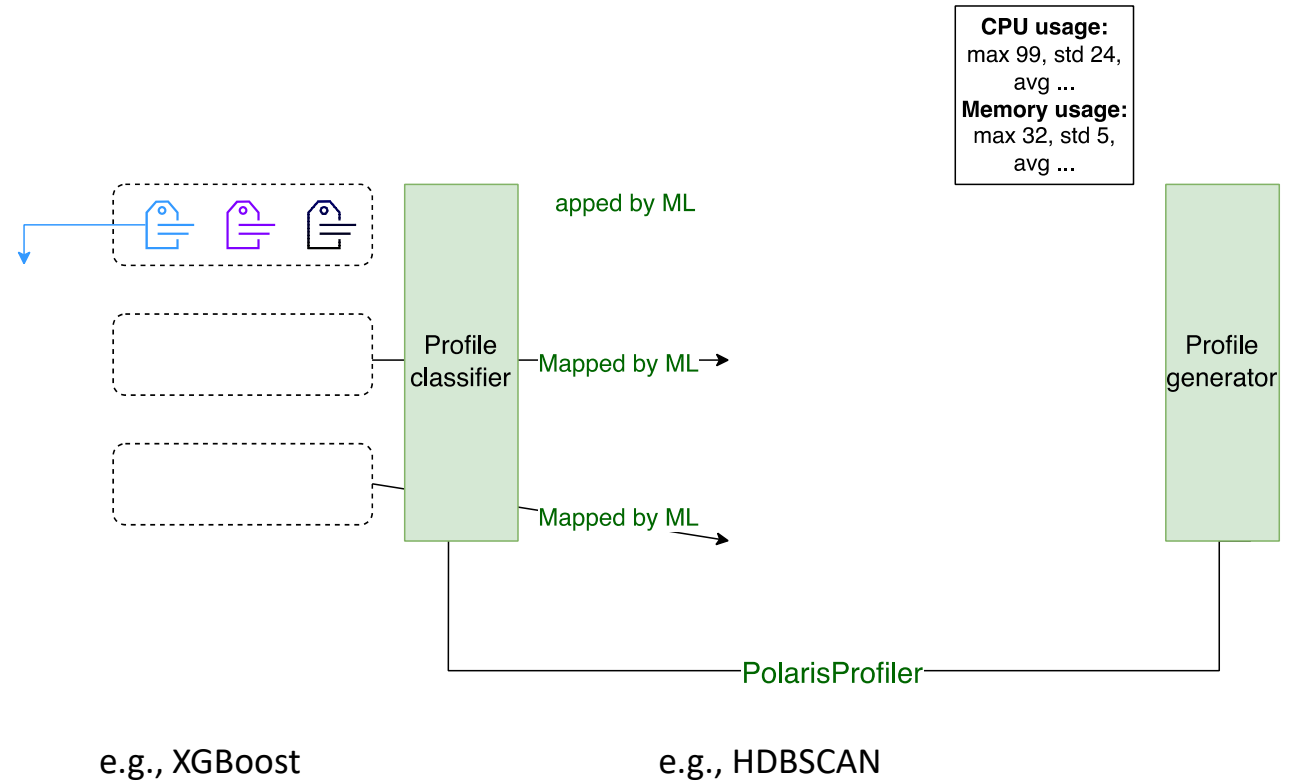 CPU usage:
max 99, std 24,
avg ...
Memory usage:
max 32, std 5,
avg ...
apped by ML
Profile
classifier
Mapped by ML
Profile
generator
Mapped by ML
PolarisProfiler
e.g., XGBoost
e.g., HDBSCAN